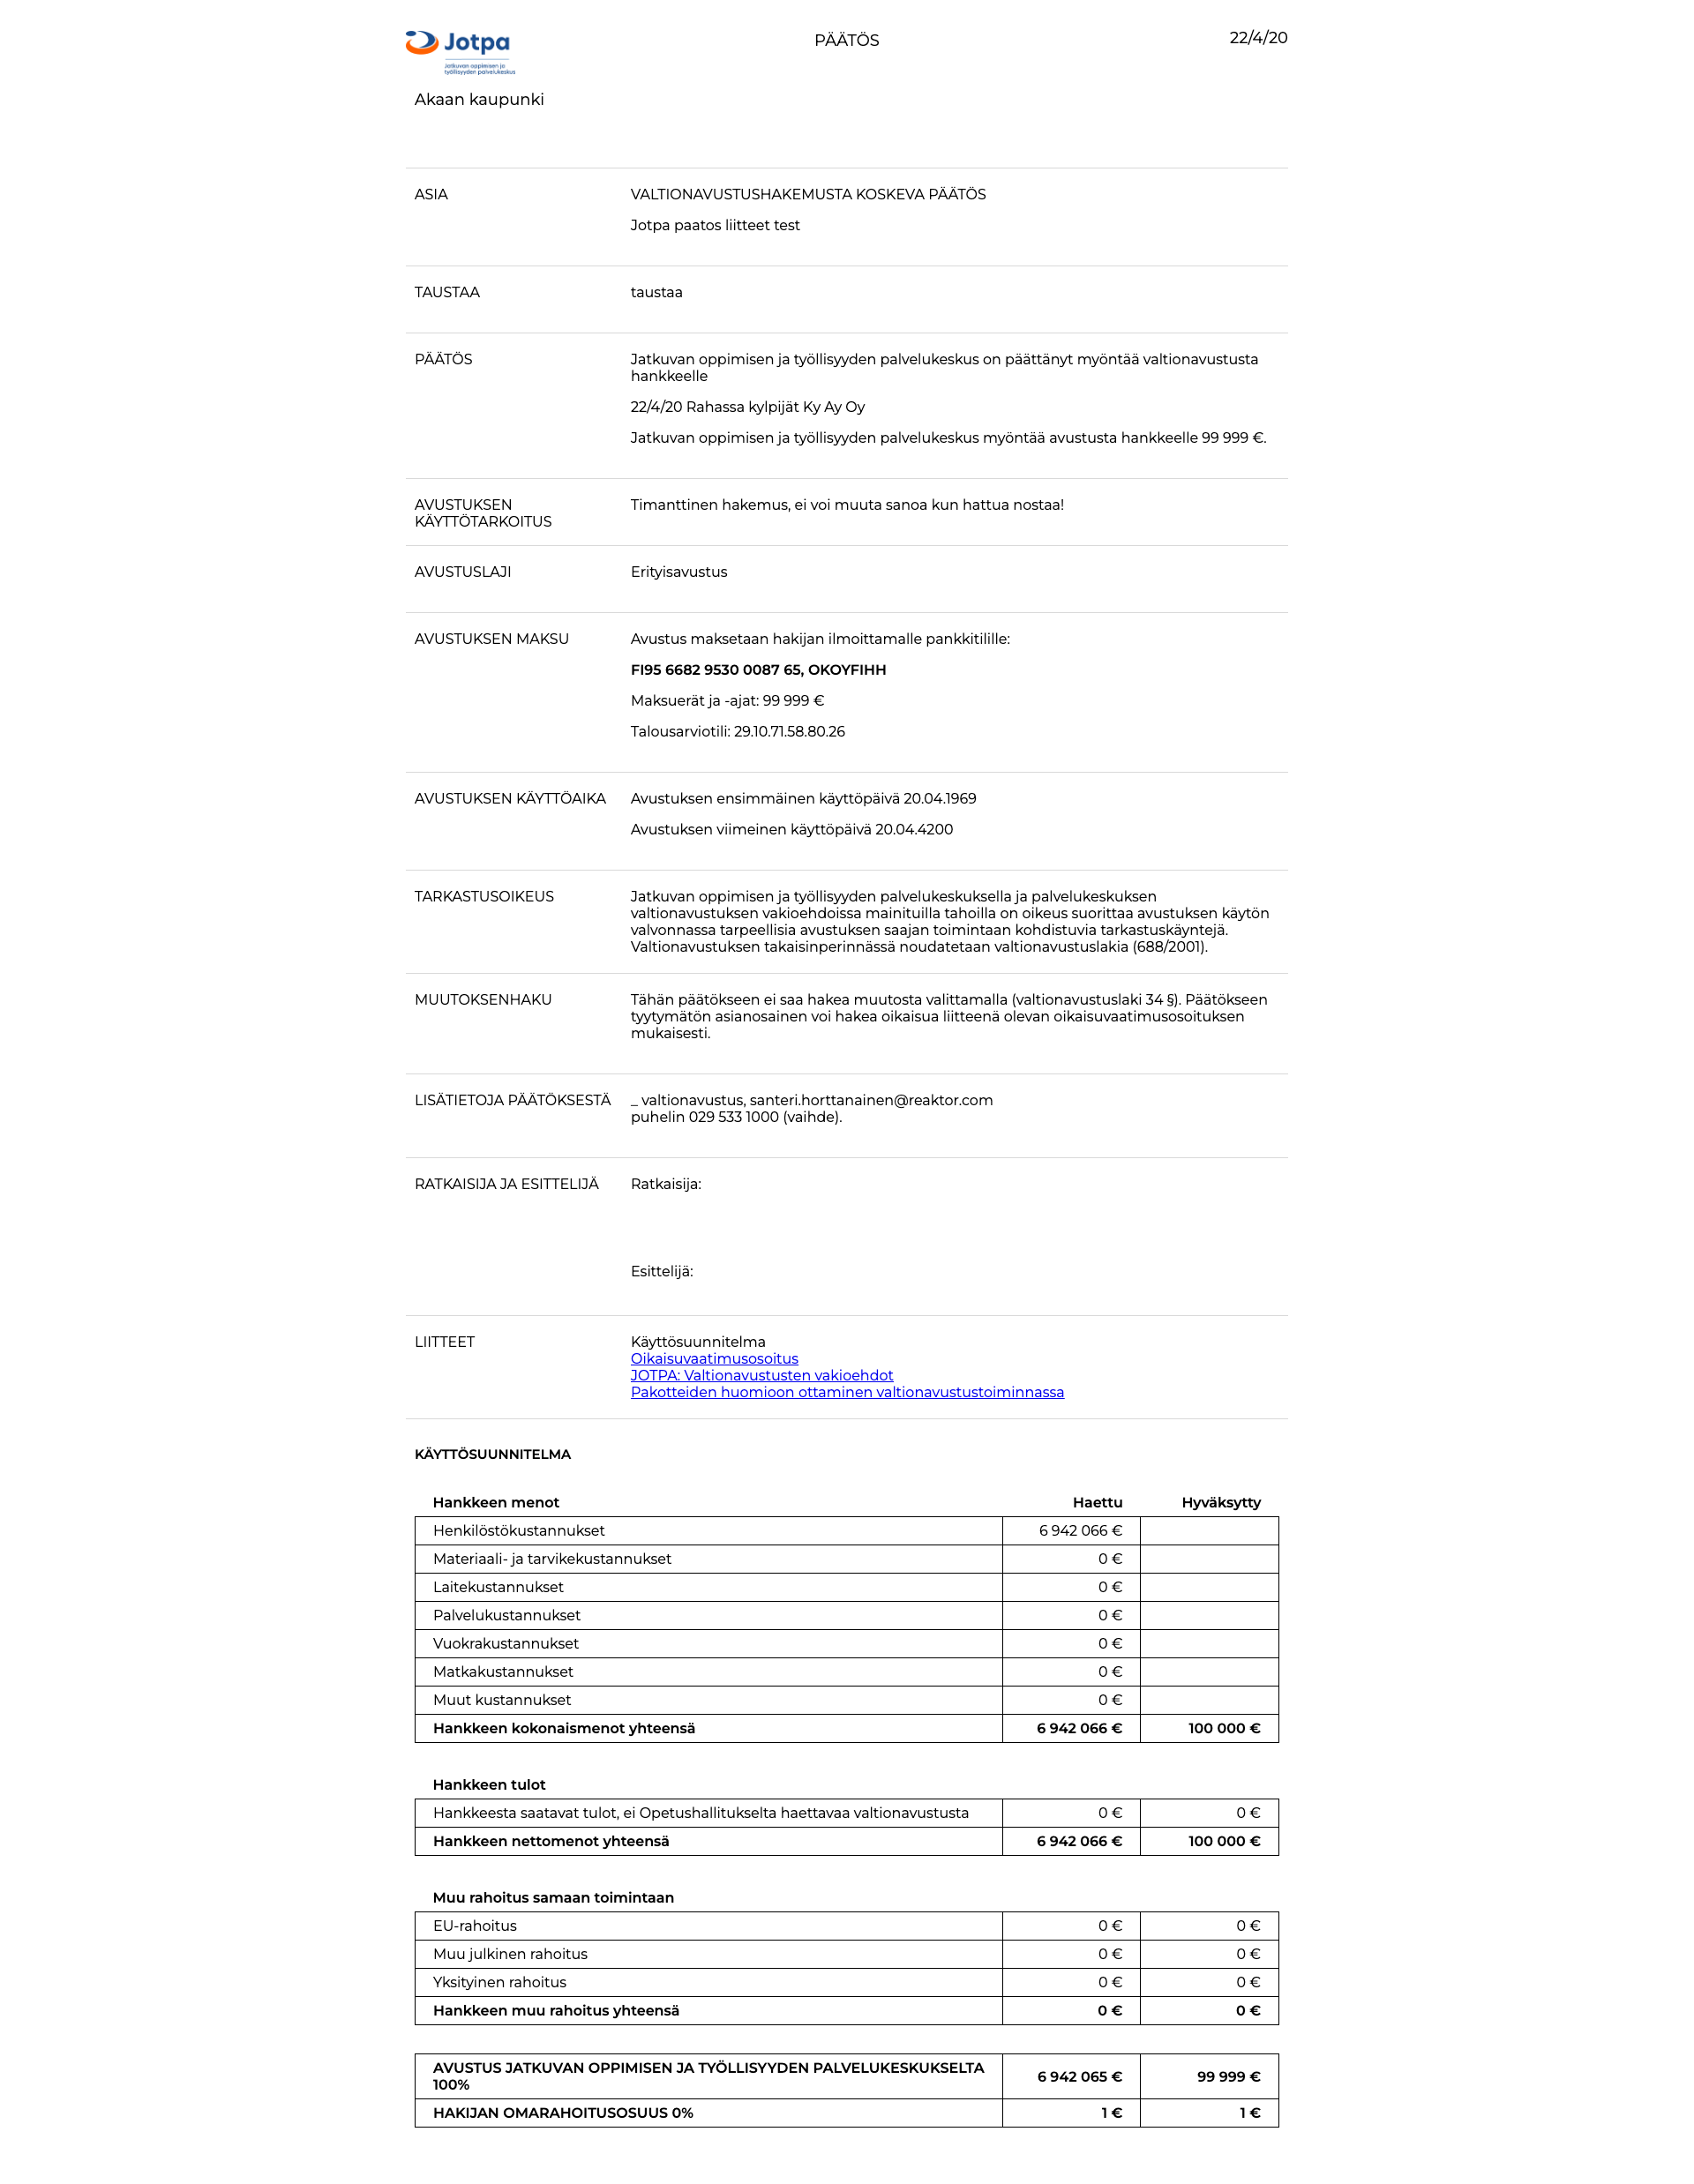 Jotpa
Jatkuvan oppimisen ja
työllisyyden palvelukeskus
PÄÄTÖS
22/4/20
Akaan kaupunki
ASIA
VALTIONAVUSTUSHAKEMUSTA KOSKEVA PÄÄTÖS
Jotpa paatos liitteet test
TAUSTAA
taustaa
PÄÄTÖS
Jatkuvan oppimisen ja työllisyyden palvelukeskus on päättänyt myöntää valtionavustusta
hankkeelle
22/4/20 Rahassa kylpijät Ky Ay Oy
Jatkuvan oppimisen ja työllisyyden palvelukeskus myöntää avustusta hankkeelle 99 999 €.
AVUSTUKSEN
KÄYTTÖTARKOITUS
Timanttinen hakemus, ei voi muuta sanoa kun hattua nostaa!
AVUSTUSLAJI
Erityisavustus
AVUSTUKSEN MAKSU
Avustus maksetaan hakijan ilmoittamalle pankkitilille:
FI95 6682 9530 0087 65, OKOYFIHH
Maksuerät ja -ajat: 99 999 €
Talousarviotili: 29.10.71.58.80.26
AVUSTUKSEN KÄYTTÖAIKA
Avustuksen ensimmäinen käyttöpäivä 20.04.1969
Avustuksen viimeinen käyttöpäivä 20.04.4200
TARKASTUSOIKEUS
Jatkuvan oppimisen ja työllisyyden palvelukeskuksella ja palvelukeskuksen
valtionavustuksen vakioehdoissa mainituilla tahoilla on oikeus suorittaa avustuksen käytön
valvonnassa tarpeellisia avustuksen saajan toimintaan kohdistuvia tarkastuskäyntejä.
Valtionavustuksen takaisinperinnässä noudatetaan valtionavustuslakia (688/2001).
MUUTOKSENHAKU
Tähän päätökseen ei saa hakea muutosta valittamalla (valtionavustuslaki 34 §). Päätökseen
tyytymätön asianosainen voi hakea oikaisua liitteenä olevan oikaisuvaatimusosoituksen
mukaisesti.
LISÄTIETOJA PÄÄTÖKSESTÄ
_ valtionavustus, santeri.horttanainen@reaktor.com
puhelin 029 533 1000 (vaihde).
RATKAISIJA JA ESITTELIJÄ
Ratkaisija:
Esittelijä:
LIITTEET
Käyttösuunnitelma
Oikaisuvaatimusosoitus
JOTPA: Valtionavustusten vakioehdot
Pakotteiden huomioon ottaminen valtionavustustoiminnassa
KÄYTTÖSUUNNITELMA
Hankkeen menot Haettu Hyväksytty
Henkilöstökustannukset 6 942 066 €
Materiaali- ja tarvikekustannukset 0 €
Laitekustannukset 0 €
Palvelukustannukset 0 €
Vuokrakustannukset 0 €
Matkakustannukset 0 €
Muut kustannukset 0 €
Hankkeen kokonaismenot yhteensä 6 942 066 € 100 000 €
Hankkeen tulot
Hankkeesta saatavat tulot, ei Opetushallitukselta haettavaa valtionavustusta 0 € 0 €
Hankkeen nettomenot yhteensä 6 942 066 € 100 000 €
Muu rahoitus samaan toimintaan
EU-rahoitus 0 € 0 €
Muu julkinen rahoitus 0 € 0 €
Yksityinen rahoitus 0 € 0 €
Hankkeen muu rahoitus yhteensä 0 € 0 €
AVUSTUS JATKUVAN OPPIMISEN JA TYÖLLISYYDEN PALVELUKESKUKSELTA
100% 6 942 065 € 99 999 €
HAKIJAN OMARAHOITUSOSUUS 0% 1 € 1 €